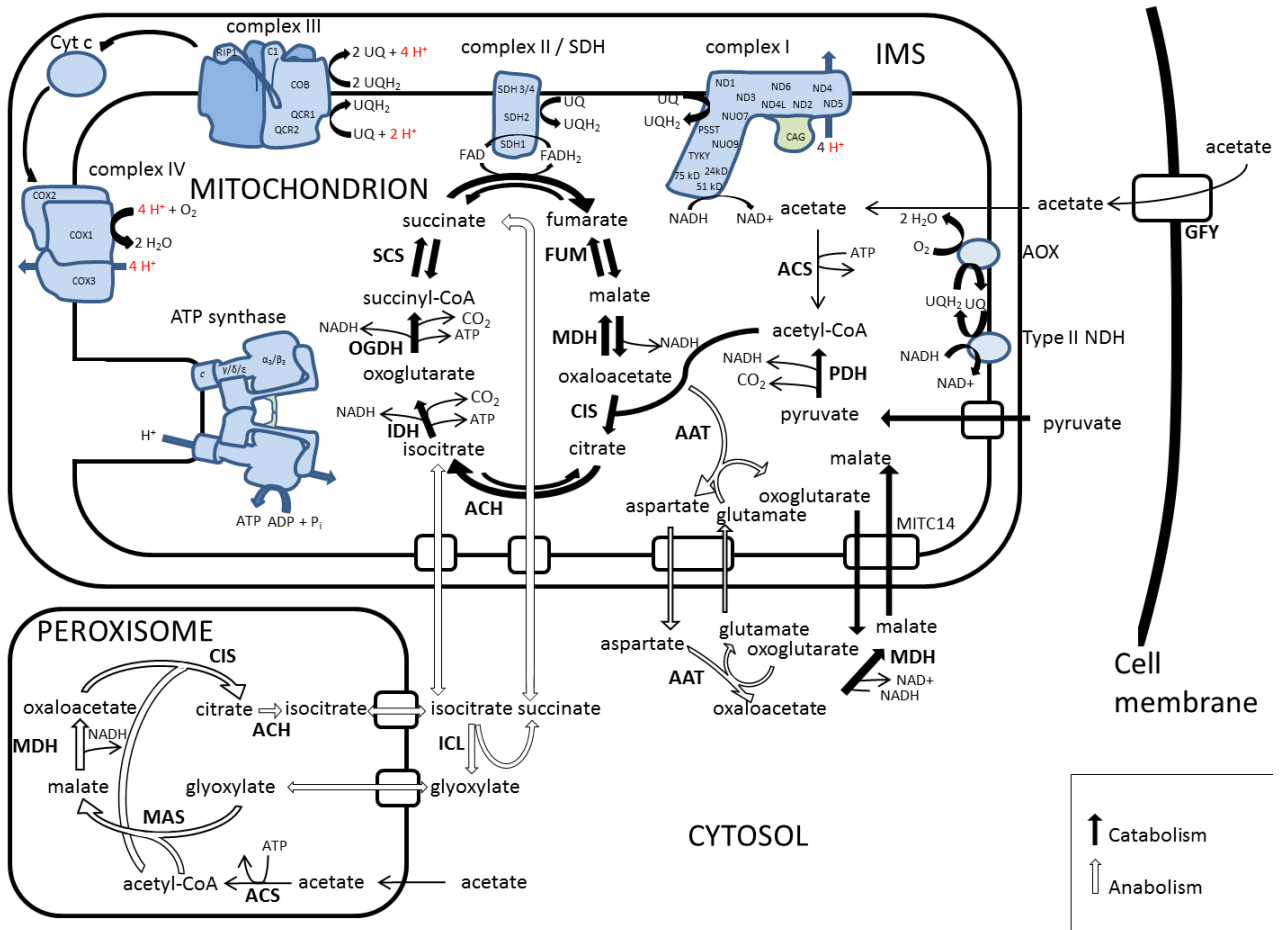 complex III
Cyt c
RIP1
C1
COB
QCR1
QCR2
2 UQ + 4 H⁺
2 UQH₂
UQH₂
UQ + 2 H⁺
complex II / SDH
SDH 3/4
SDH2
SDH1
UQ
UQH₂
FAD
FADH₂
complex I
ND1
ND6
ND4
ND3
ND4L
ND2
ND5
NUO7
PSST
NUO9
CAG
TYKY
75 kD
24kD
51 kD
4 H⁺
UQ
UQH₂
NADH
NAD+
IMS
complex IV
COX2
COX1
COX3
4 H⁺ + O₂
2 H₂O
4 H⁺
MITOCHONDRION
succinate
fumarate
SCS
FUM
succinyl-CoA
malate
NADH
CO₂
ATP
OGDH
MDH
NADH
oxoglutarate
oxaloacetate
CO₂
NADH
ATP
IDH
CIS
isocitrate
citrate
ACH
acetate
acetate
acetate
GFY
ACS
ATP
acetyl-CoA
NADH
CO₂
PDH
pyruvate
pyruvate
2 H₂O
O₂
AOX
UQH₂ UQ
Type II NDH
NADH
NAD+
ATP synthase
c
γ/δ/ε
α₃/β₃
H⁺
ATP
ADP + Pᵢ
AAT
malate
aspartate
oxoglutarate
glutamate
MITC14
aspartate
glutamate
oxoglutarate
malate
AAT
MDH
NAD+
NADH
oxaloacetate
Cell
membrane
PEROXISOME
CIS
oxaloacetate
citrate
isocitrate
isocitrate
succinate
ACH
MDH
NADH
ICL
malate
glyoxylate
glyoxylate
MAS
ATP
acetyl-CoA
acetate
acetate
ACS
CYTOSOL
Catabolism
Anabolism